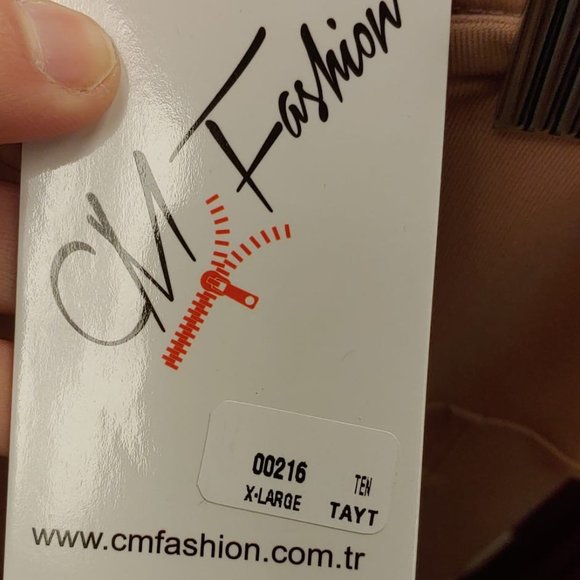 CM Fashion
00216 TEN
X-LARGE TAYT
www.cmfashion.com.tr